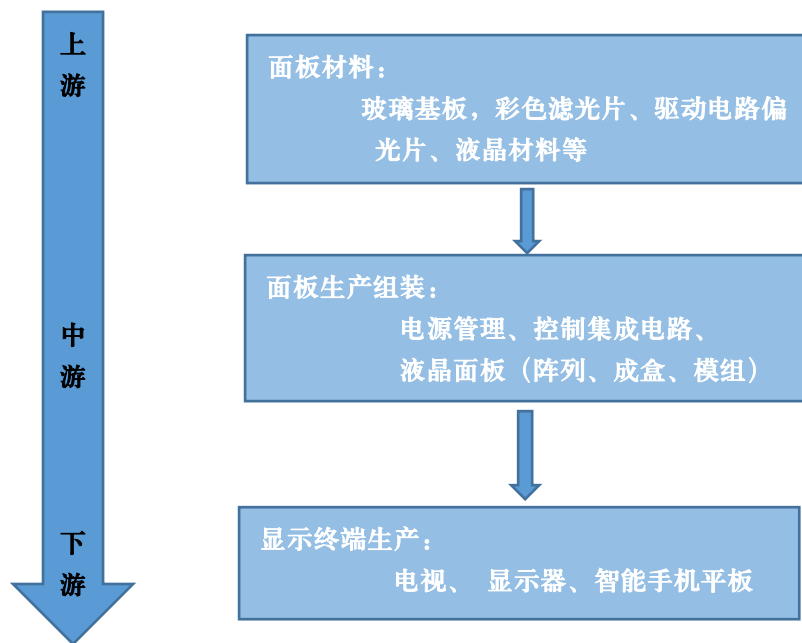 上
游
面板材料：
玻璃基板，彩色滤光片、驱动电路偏
光片、液晶材料等
中
游
面板生产组装：
电源管理、控制集成电路、
液晶面板（阵列、成盒、模组）
下
游
显示终端生产：
电视、 显示器、智能手机平板